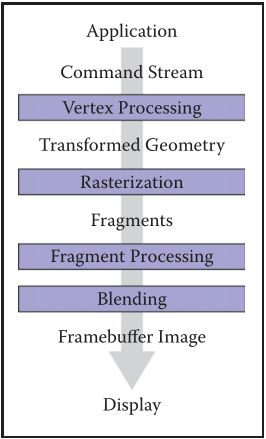 Application
Command Stream
Vertex Processing
Transformed Geometry
Rasterization
Fragments
Fragment Processing
Blending
Framebuffer Image
Display